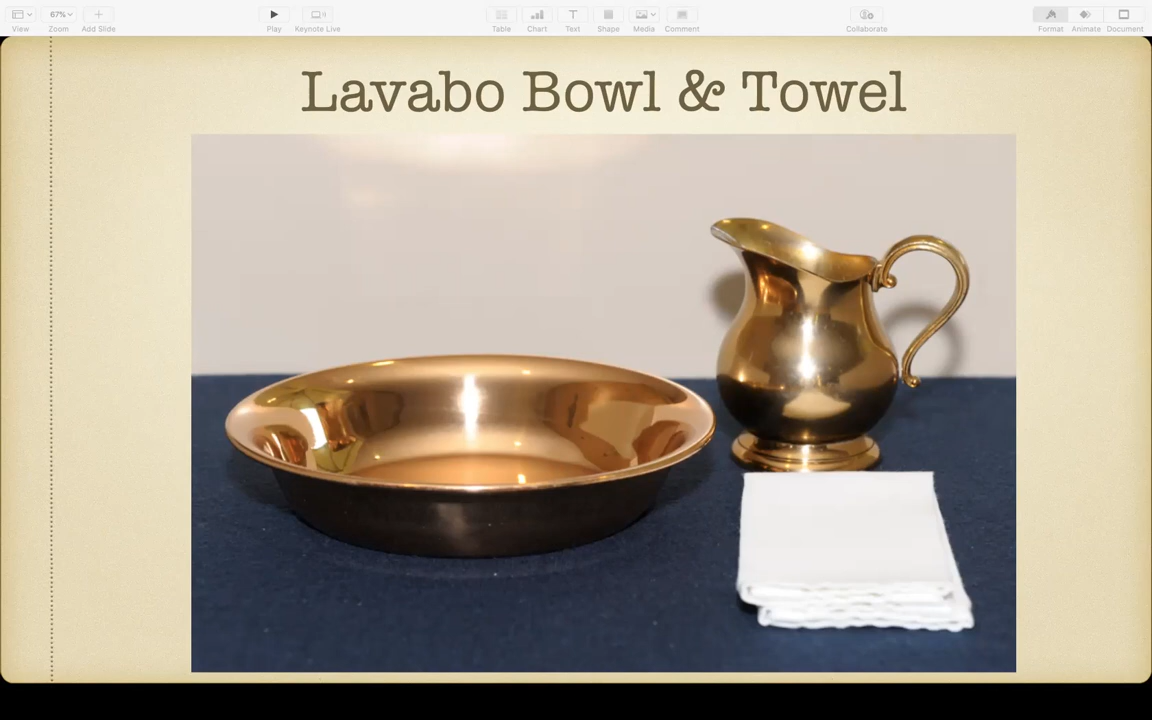 67%
View
Zoom
Add Slide
Play
Keynote Live
Table
Chart
Text
Shape
Media
Comment
Collaborate
Format
Animate
Document
Lavabo Bowl & Towel